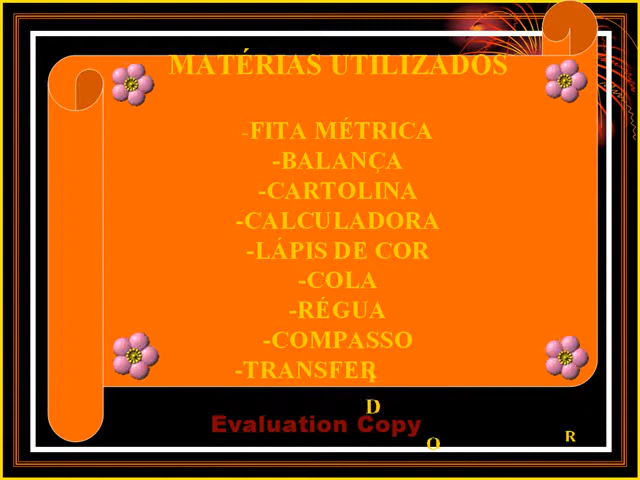 MATÉRIAS UTILIZADOS
-FITA MÉTRICA
-BALANÇA
-CARTOLINA
-CALCULADORA
-LÁPIS DE COR
-COLA
-RÉGUA
-COMPASSO
-TRANSFER
D
Evaluation Copy
O
R